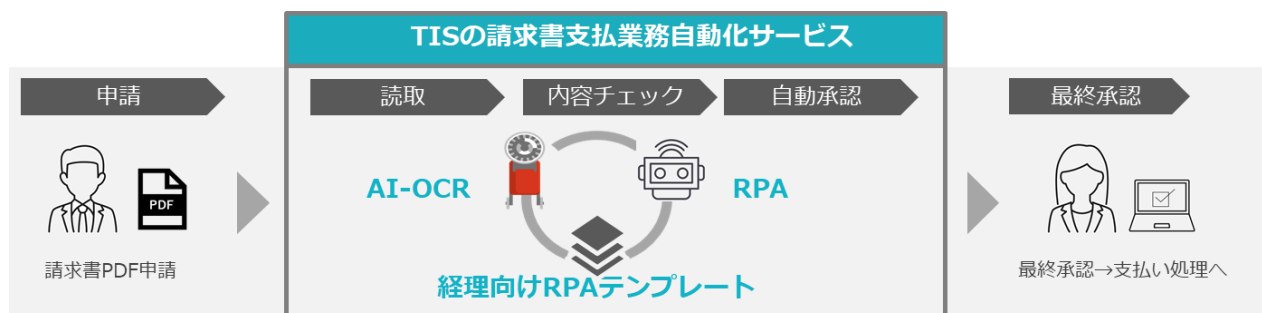 TISの請求書支払業務自動化サービス
申請
読取
内容チェック
自動承認
最終承認
PDF
AI-OCR
RPA
請求書PDF申請
経理向けRPAテンプレート
最終承認→支払い処理へ